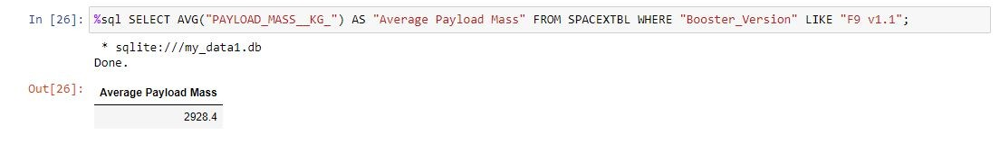 In [26]: %sql SELECT AVG("PAYLOAD_MASS__KG_") AS "Average Payload Mass" FROM SPACEXTBL WHERE "Booster_Version" LIKE "F9 v1.1";
* sqlite:///my_data1.db
Done.
Out[26]: Average Payload Mass
2928.4